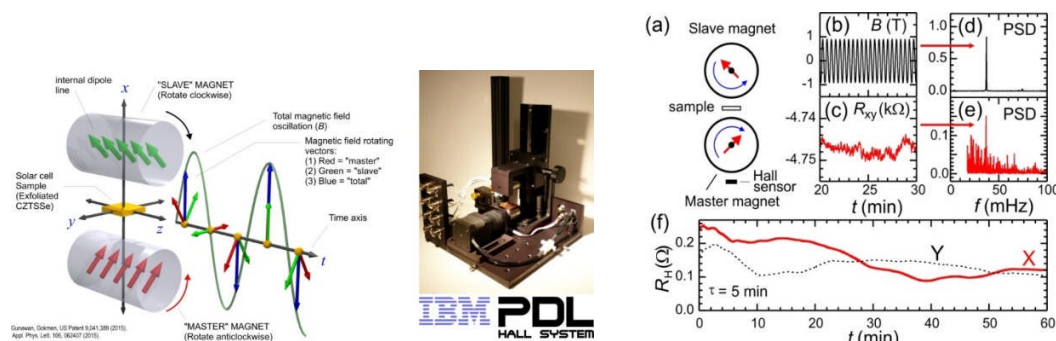 x
internal dipole
line
"SLAVE" MAGNET
(Rotate clockwise)
Total magnetic field
oscillation (B)
Magnetic field rotating
vectors:
(1) Red = "master"
(2) Green = "slave"
(3) Blue = "total"
Solar cell
Sample
(Exfoliated
CZTSSe)
y
z
Time axis
t
"MASTER" MAGNET
(Rotate anticlockwise)
Gunawan, Gokmen, US Patent 9,041,389 (2015).
Appl. Phys. Lett. 106, 062407 (2015)
IBM PDL
HALL SYSTEM
(a)
Slave magnet
sample
Hall
sensor
Master magnet
(b) B (T)
1
0
-1
(c) Rxy (kΩ)
-4.74
-4.75
20 25 30
t (min)
(d) PSD
1.0
0.5
0.0
(e) PSD
0.1
0.0
0 50 100
f (mHz)
(f)
RH (Ω)
0.2
0.1
0.0
Y
X
τ = 5 min
0 10 20 30 40 50 60
t (min)